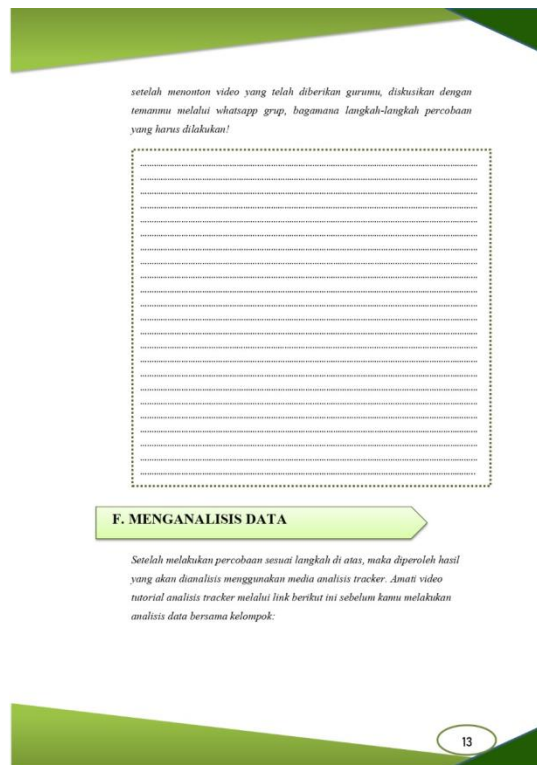 setelah menonton video yang telah diberikan gurumu, diskusikan dengan
temanmu melalui whatsapp grup, bagamana langkah-langkah percobaan
yang harus dilakukan!
F. MENGANALISIS DATA
Setelah melakukan percobaan sesuai langkah di atas, maka diperoleh hasil
yang akan dianalisis menggunakan media analisis tracker. Amati video
tutorial analisis tracker melalui link berikut ini sebelum kamu melakukan
analisis data bersama kelompok:
13